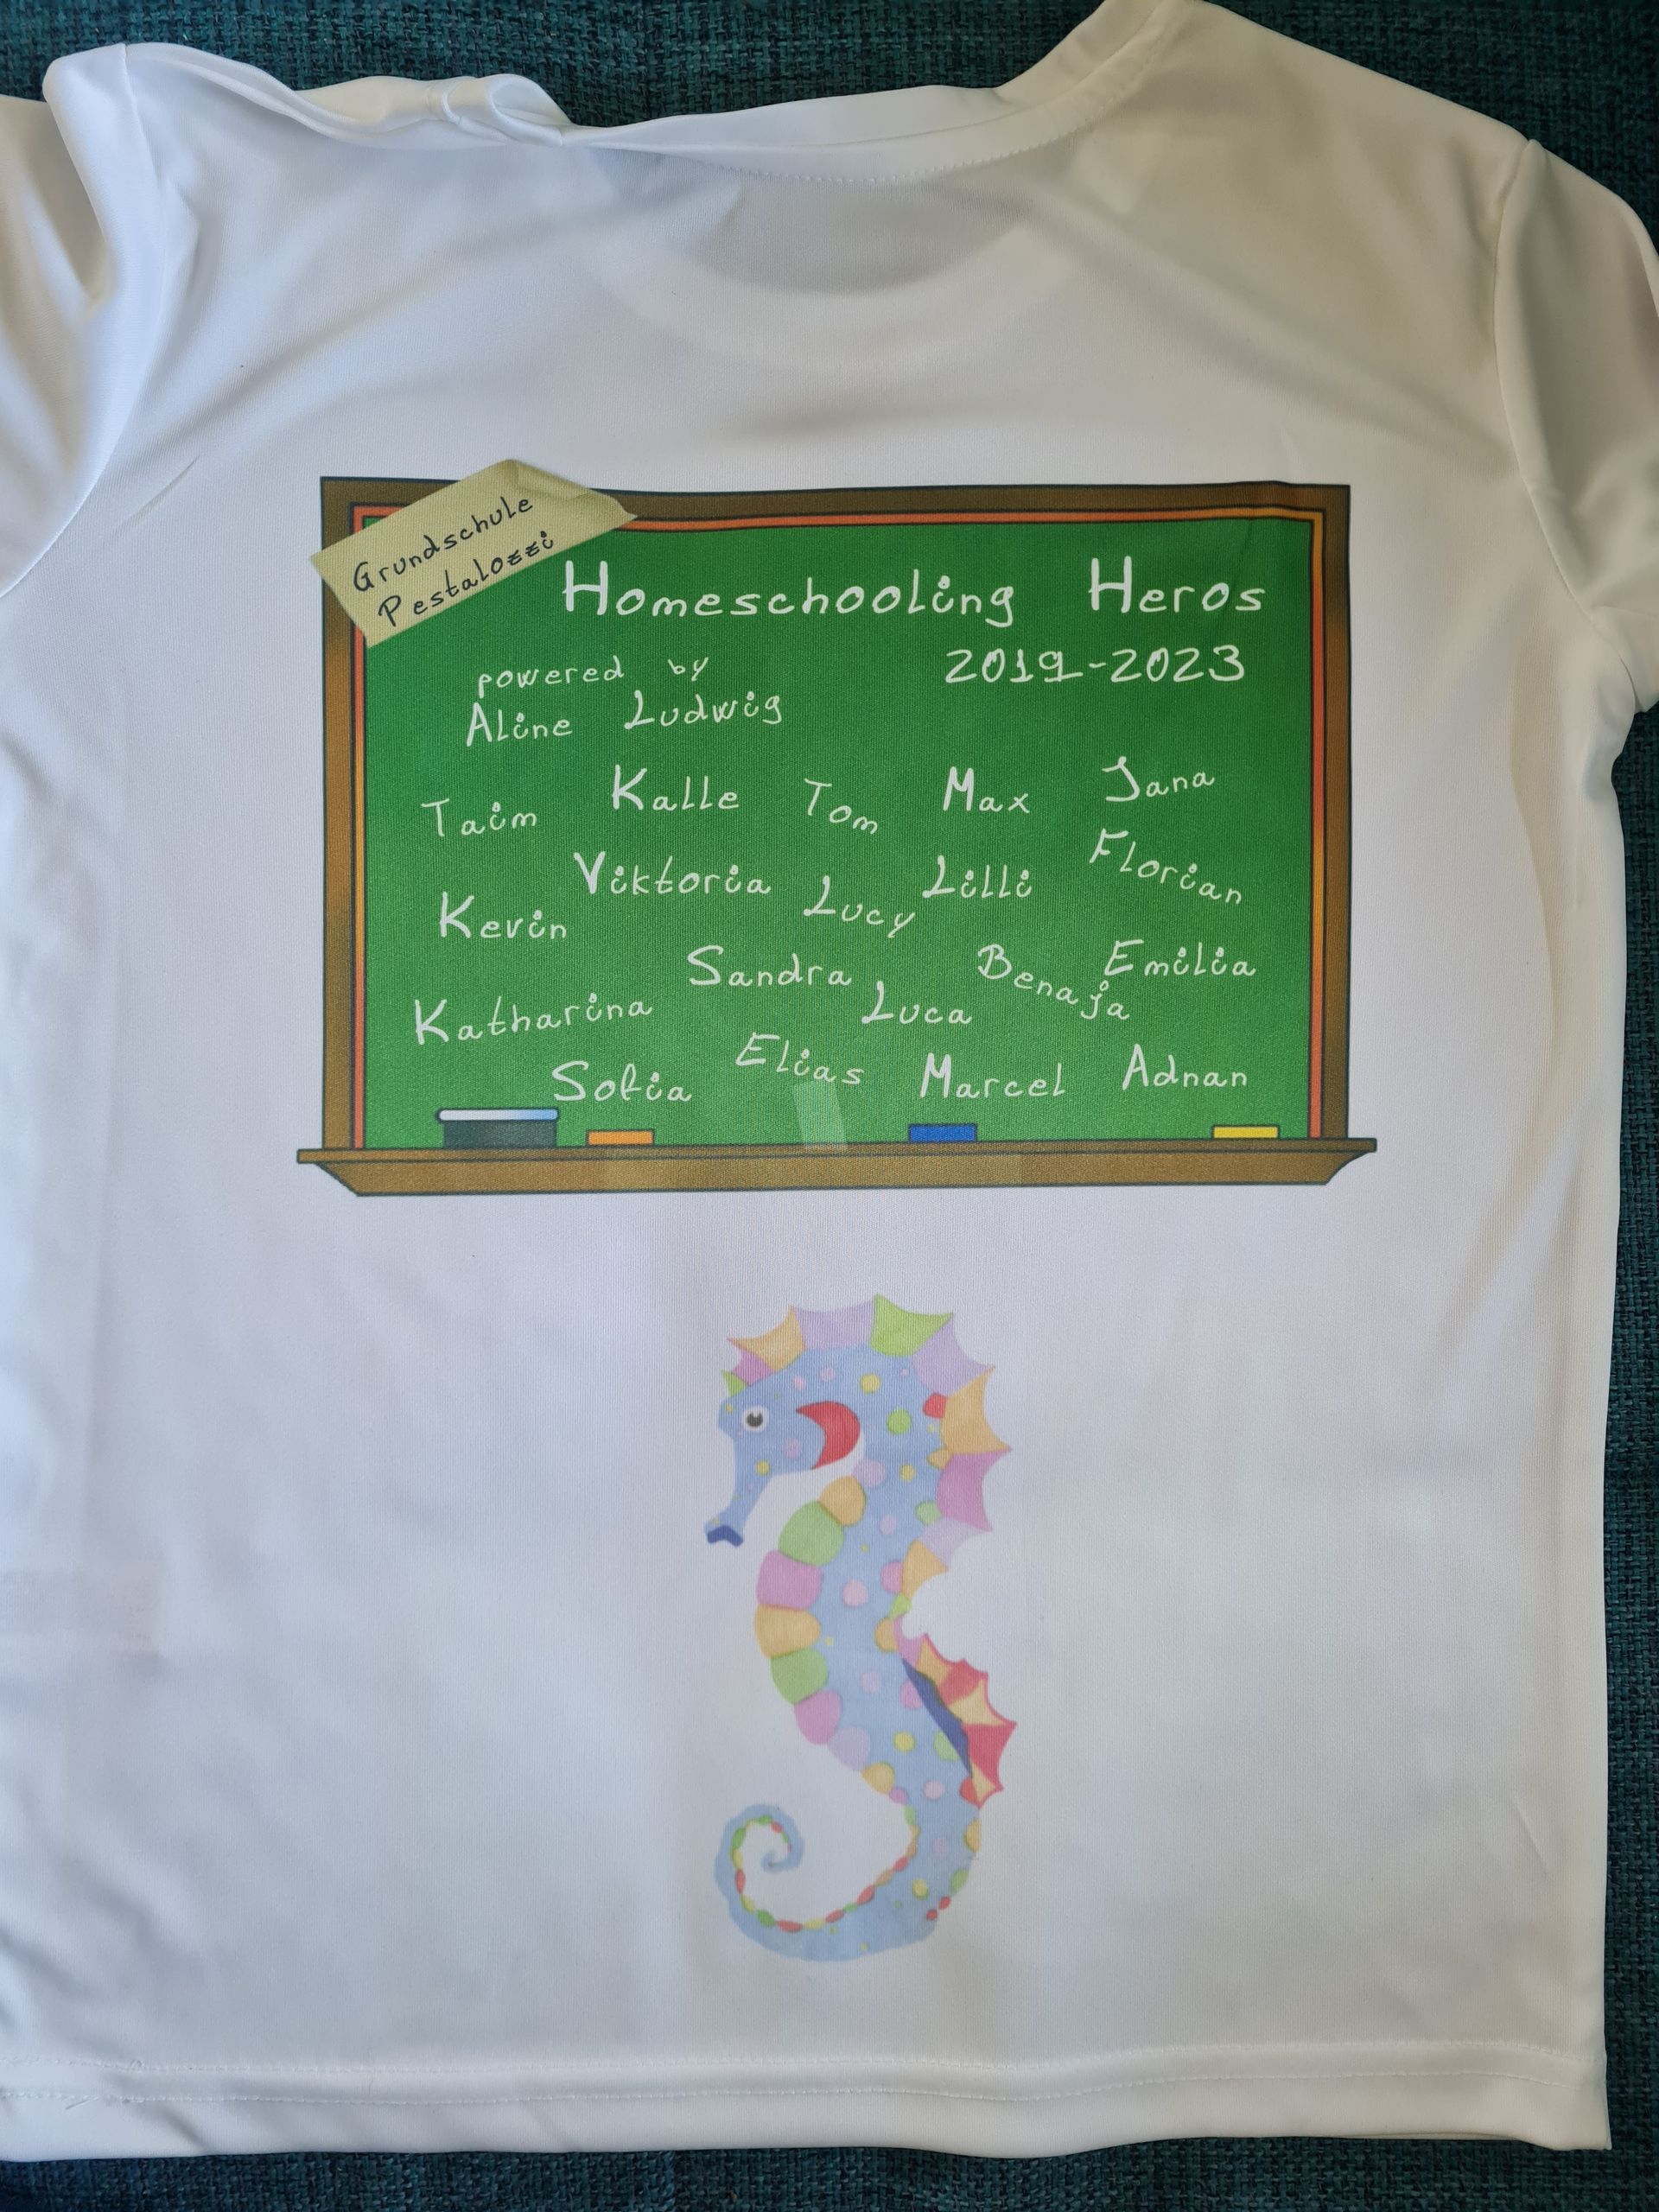 Grundschule
Pestalozzi
Homeschooling Heros
2019-2023
powered by
Aline Ludwig
Taim Kalle Tom Max Jana
Kevin Viktoria Lucy Lilli Florian
Katharina Sandra Luca Benaja Emilia
Sofia Elias Marcel Adnan